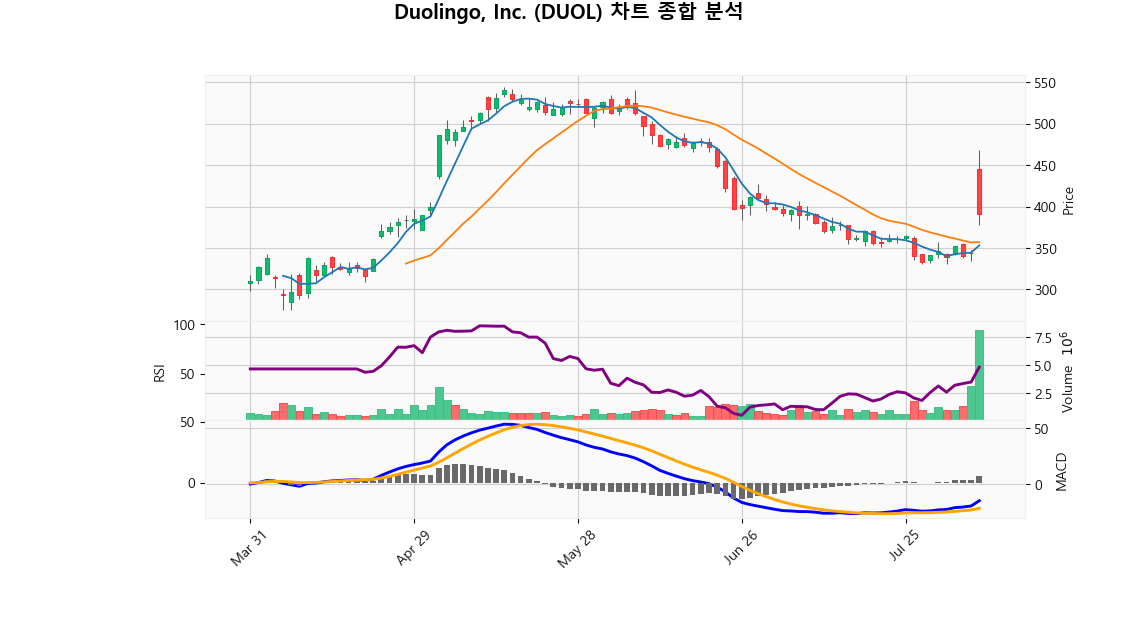 Duolingo, Inc. (DUOL) 차트 종합 분석
550
500
450
400
350
300
Price
100
50
RSI
7.5
5.0
2.5
Volume 10^6
50
0
50
0
MACD
Mar 31
Apr 29
May 28
Jun 26
Jul 25